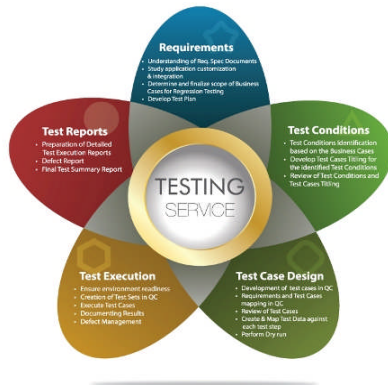 Requirements
• Understanding of Req. Spec Documents
• Study application customization
& integration
• Determine and finalize scope of Business
Cases for Regression Testing
• Develop Test Plan
Test Reports
• Preparation of Detailed
Test Execution Reports
• Defect Report
• Final Test Summary Report
Test Conditions
• Test Conditions Identification
based on the Business Cases
• Develop Test Cases Titling for
the identified Test Conditions
• Review of Test Conditions and
Test Cases Titling
TESTING
SERVICE
Test Execution
• Ensure environment readiness
• Creation of Test Sets in QC
• Execute Test Cases
• Documenting Results
• Defect Management
Test Case Design
• Development of test cases in QC
• Requirements and Test Cases
mapping in QC
• Review of Test Cases
• Create & Map Test Data against
each test step
• Perform Dry run